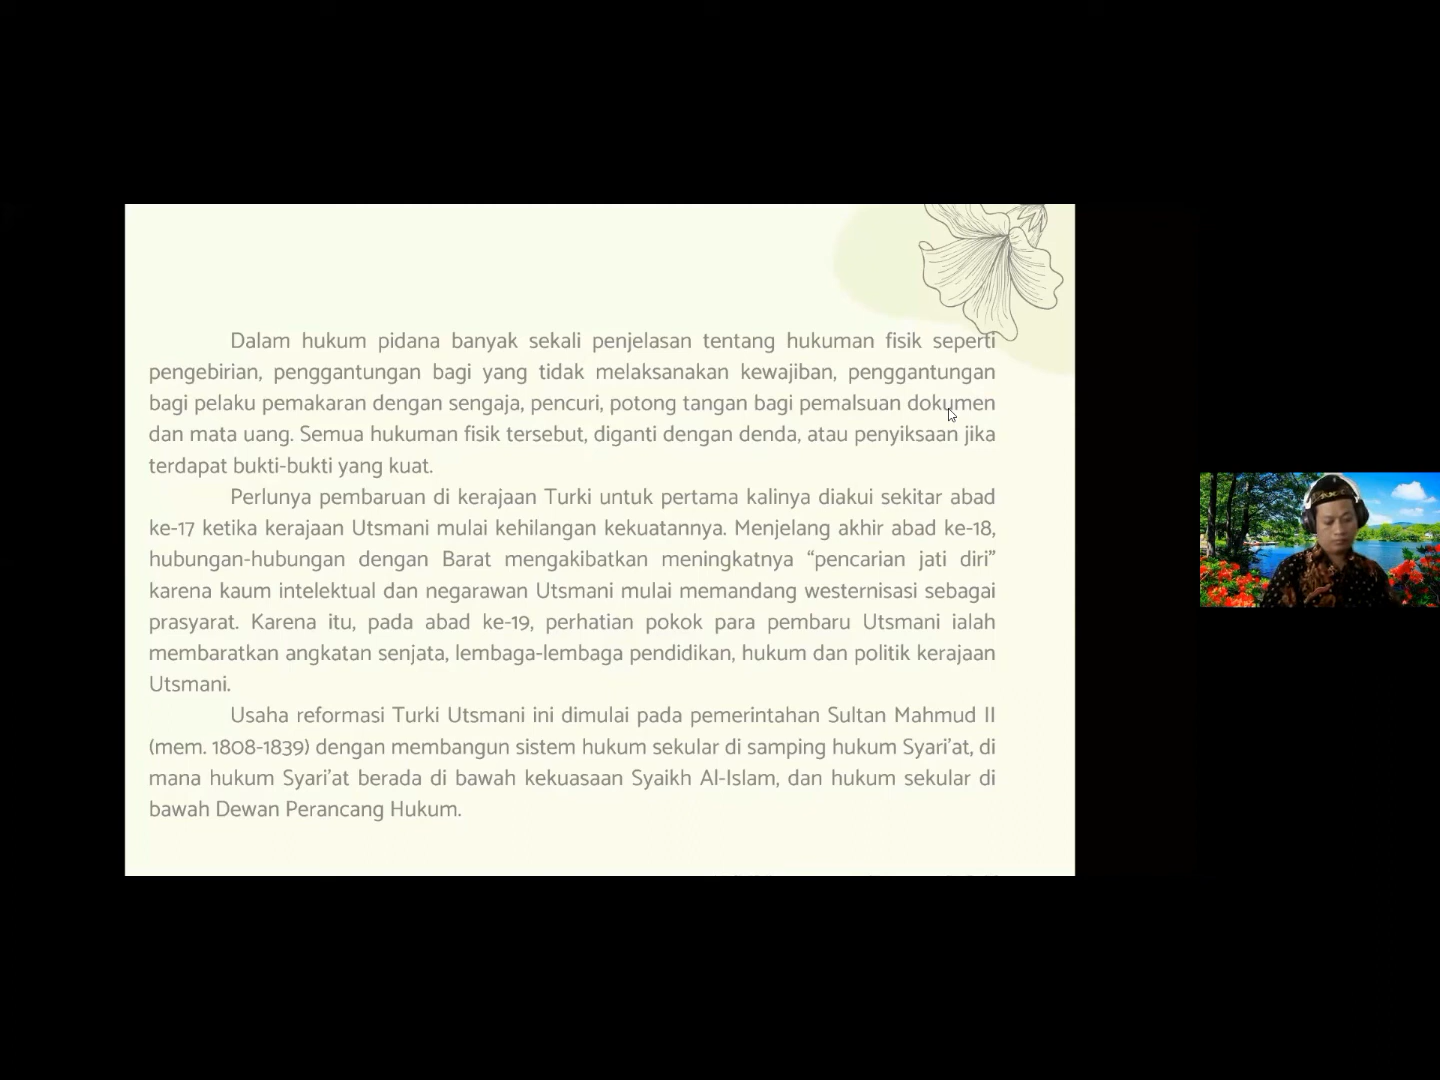 Dalam hukum pidana banyak sekali penjelasan tentang hukuman fisik seperti
pengebirian, penggantungan bagi yang tidak melaksanakan kewajiban, penggantungan
bagi pelaku pemakaran dengan sengaja, pencuri, potong tangan bagi pemalsuan dokumen
dan mata uang. Semua hukuman fisik tersebut, diganti dengan denda, atau penyiksaan jika
terdapat bukti-bukti yang kuat.
Perlunya pembaruan di kerajaan Turki untuk pertama kalinya diakui sekitar abad
ke-17 ketika kerajaan Utsmani mulai kehilangan kekuatannya. Menjelang akhir abad ke-18,
hubungan-hubungan dengan Barat mengakibatkan meningkatnya “pencarian jati diri”
karena kaum intelektual dan negarawan Utsmani mulai memandang westernisasi sebagai
prasyarat. Karena itu, pada abad ke-19, perhatian pokok para pembaru Utsmani ialah
membaratkan angkatan senjata, lembaga-lembaga pendidikan, hukum dan politik kerajaan
Utsmani.
Usaha reformasi Turki Utsmani ini dimulai pada pemerintahan Sultan Mahmud II
(mem. 1808-1839) dengan membangun sistem hukum sekular di samping hukum Syari’at, di
mana hukum Syari’at berada di bawah kekuasaan Syaikh Al-Islam, dan hukum sekular di
bawah Dewan Perancang Hukum.